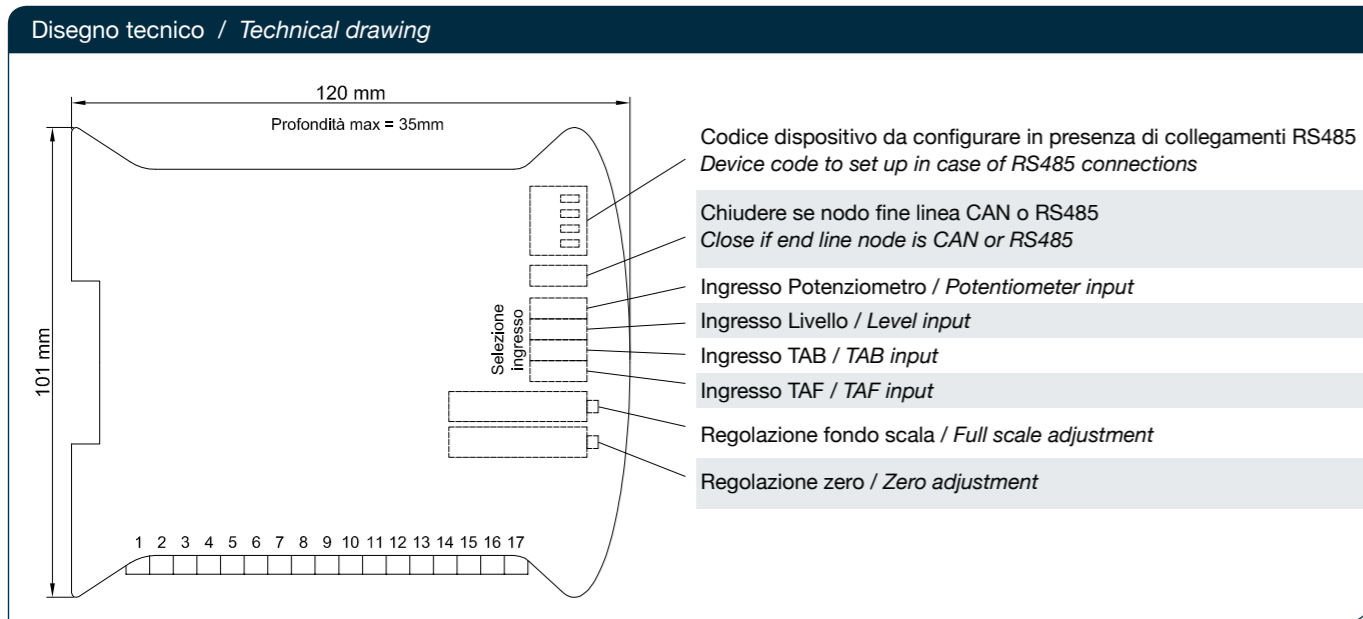 Disegno tecnico / Technical drawing
120 mm
Profondità max = 35mm
101 mm
Selezione
ingresso
Codice dispositivo da configurare in presenza di collegamenti RS485
Device code to set up in case of RS485 connections
Chiudere se nodo fine linea CAN o RS485
Close if end line node is CAN or RS485
Ingresso Potenziometro / Potentiometer input
Ingresso Livello / Level input
Ingresso TAB / TAB input
Ingresso TAF / TAF input
Regolazione fondo scala / Full scale adjustment
Regolazione zero / Zero adjustment
1 2 3 4 5 6 7 8 9 10 11 12 13 14 15 16 17